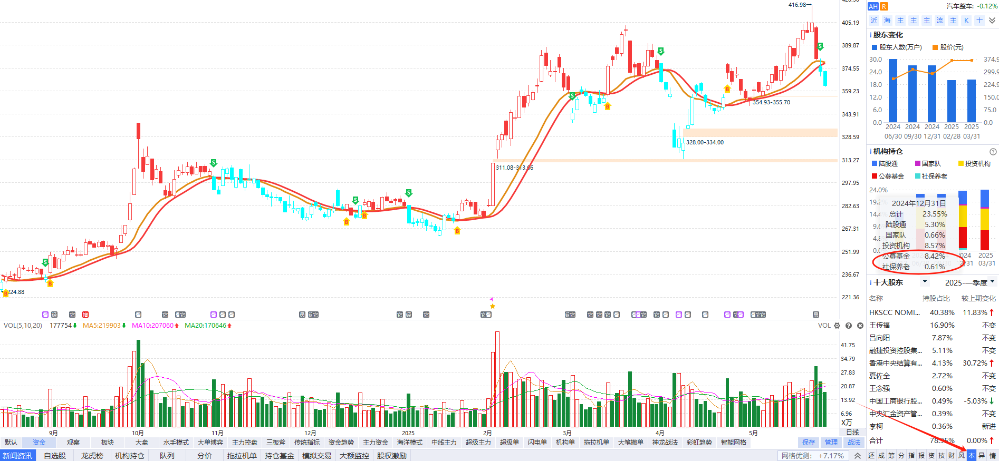 416.98
405.19
389.87
374.55
359.23
343.91
328.59
313.27
297.95
282.63
267.31
251.99
236.67
221.36
354.93-355.70
328.00-334.00
311.08-313.06
224.88
S
S
S
S
S
S
S
B
B
B
B
B
B
B
VOL(5,10,20) 177754 MA5:219903 MA10:207060 MA20:170646
VOL
41.75
34.79
27.83
20.87
13.92
6.96
X万
9月 10月 11月 12月 2025 2月 3月 4月 5月 日线
默认 资金 观察 板块 大盘 水手模式 大单博弈 主力控盘 三板斧 传统指标 资金趋势 主力资金 海洋模式 中线主力 超级主力 超级单 闪电单 机构单 拖拉机单 大笔撤单 神龙战法 彩虹趋势 智能网格 保存 管理 战法
新闻资讯 自选股 龙虎榜 机构持仓 队列 分价 拖拉机单 持仓基金 模拟交易 大额监控 股权激励 网格优测: +7.17%
AH R 汽车整车: -0.12%
近 海 主 主 主 流 主 K 十
股东变化
股东人数(万户) 股价(元)
30.0 374.9
24.0 299.9
18.0 224.9
12.0 150.0
6.0 75.0
0.0 0.0
2024 2024 2024 2025 2025
06/30 09/30 12/31 02/28 03/31
机构持仓
陆股通 国家队 投资机构
公募基金 社保养老
24.0%
2024年12月31日
总计 23.55%
陆股通 5.30%
国家队 0.66%
投资机构 8.57%
公募基金 8.42%
社保养老 0.61%
2025
03/31
十大股东 2025-一季度
名称 持股占比 较上期变化
HKSCC NOMI... 40.38% 11.83%
王传福 16.90% 不变
吕向阳 7.87% 不变
融捷投资控股集... 5.11% 不变
香港中央结算有... 4.13% 30.72%
夏佐全 2.72% 不变
王念强 0.60% 不变
中国工商银行股... 0.49% -5.03%
中央汇金资产管... 0.39% 不变
李柯 0.36% 新进
合计 78.95% 0.00%
还 成 筹 分 指 报 资 技 财 风 本 异 情